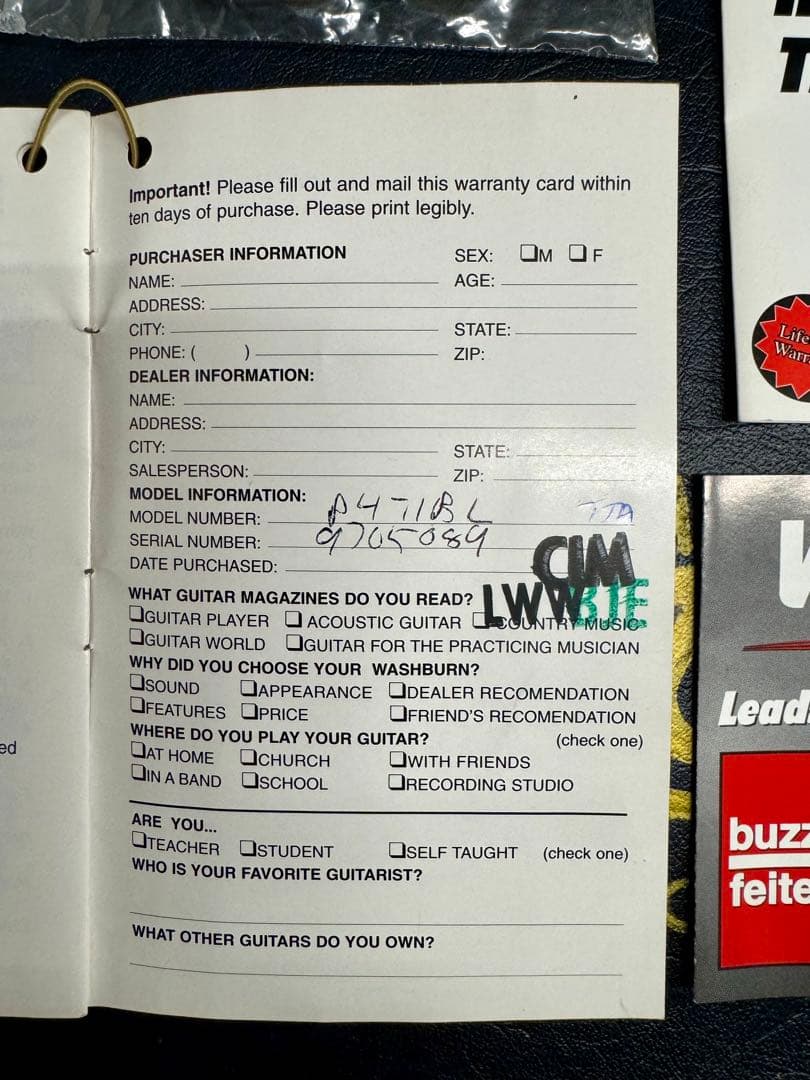 Important! Please fill out and mail this warranty card within
ten days of purchase. Please print legibly.
PURCHASER INFORMATION SEX: ❏M ❏ F
NAME: AGE:
ADDRESS:
CITY: STATE:
PHONE: ( ) ZIP:
DEALER INFORMATION:
NAME:
ADDRESS:
CITY: STATE:
SALESPERSON: ZIP:
MODEL INFORMATION:
MODEL NUMBER:
SERIAL NUMBER: 9705089
DATE PURCHASED: CIM
LWW
WHAT GUITAR MAGAZINES DO YOU READ?
❏GUITAR PLAYER ❏ ACOUSTIC GUITAR ❏COUNTRY MUSIC
❏GUITAR WORLD ❏GUITAR FOR THE PRACTICING MUSICIAN
WHY DID YOU CHOOSE YOUR WASHBURN?
❏SOUND ❏APPEARANCE ❏DEALER RECOMENDATION
❏FEATURES ❏PRICE ❏FRIEND'S RECOMENDATION
WHERE DO YOU PLAY YOUR GUITAR? (check one)
❏AT HOME ❏CHURCH ❏WITH FRIENDS
❏IN A BAND ❏SCHOOL ❏RECORDING STUDIO
ARE YOU...
❏TEACHER ❏STUDENT ❏SELF TAUGHT (check one)
WHO IS YOUR FAVORITE GUITARIST?
WHAT OTHER GUITARS DO YOU OWN?
ed
Life
Warr
Lead
buzz
feite